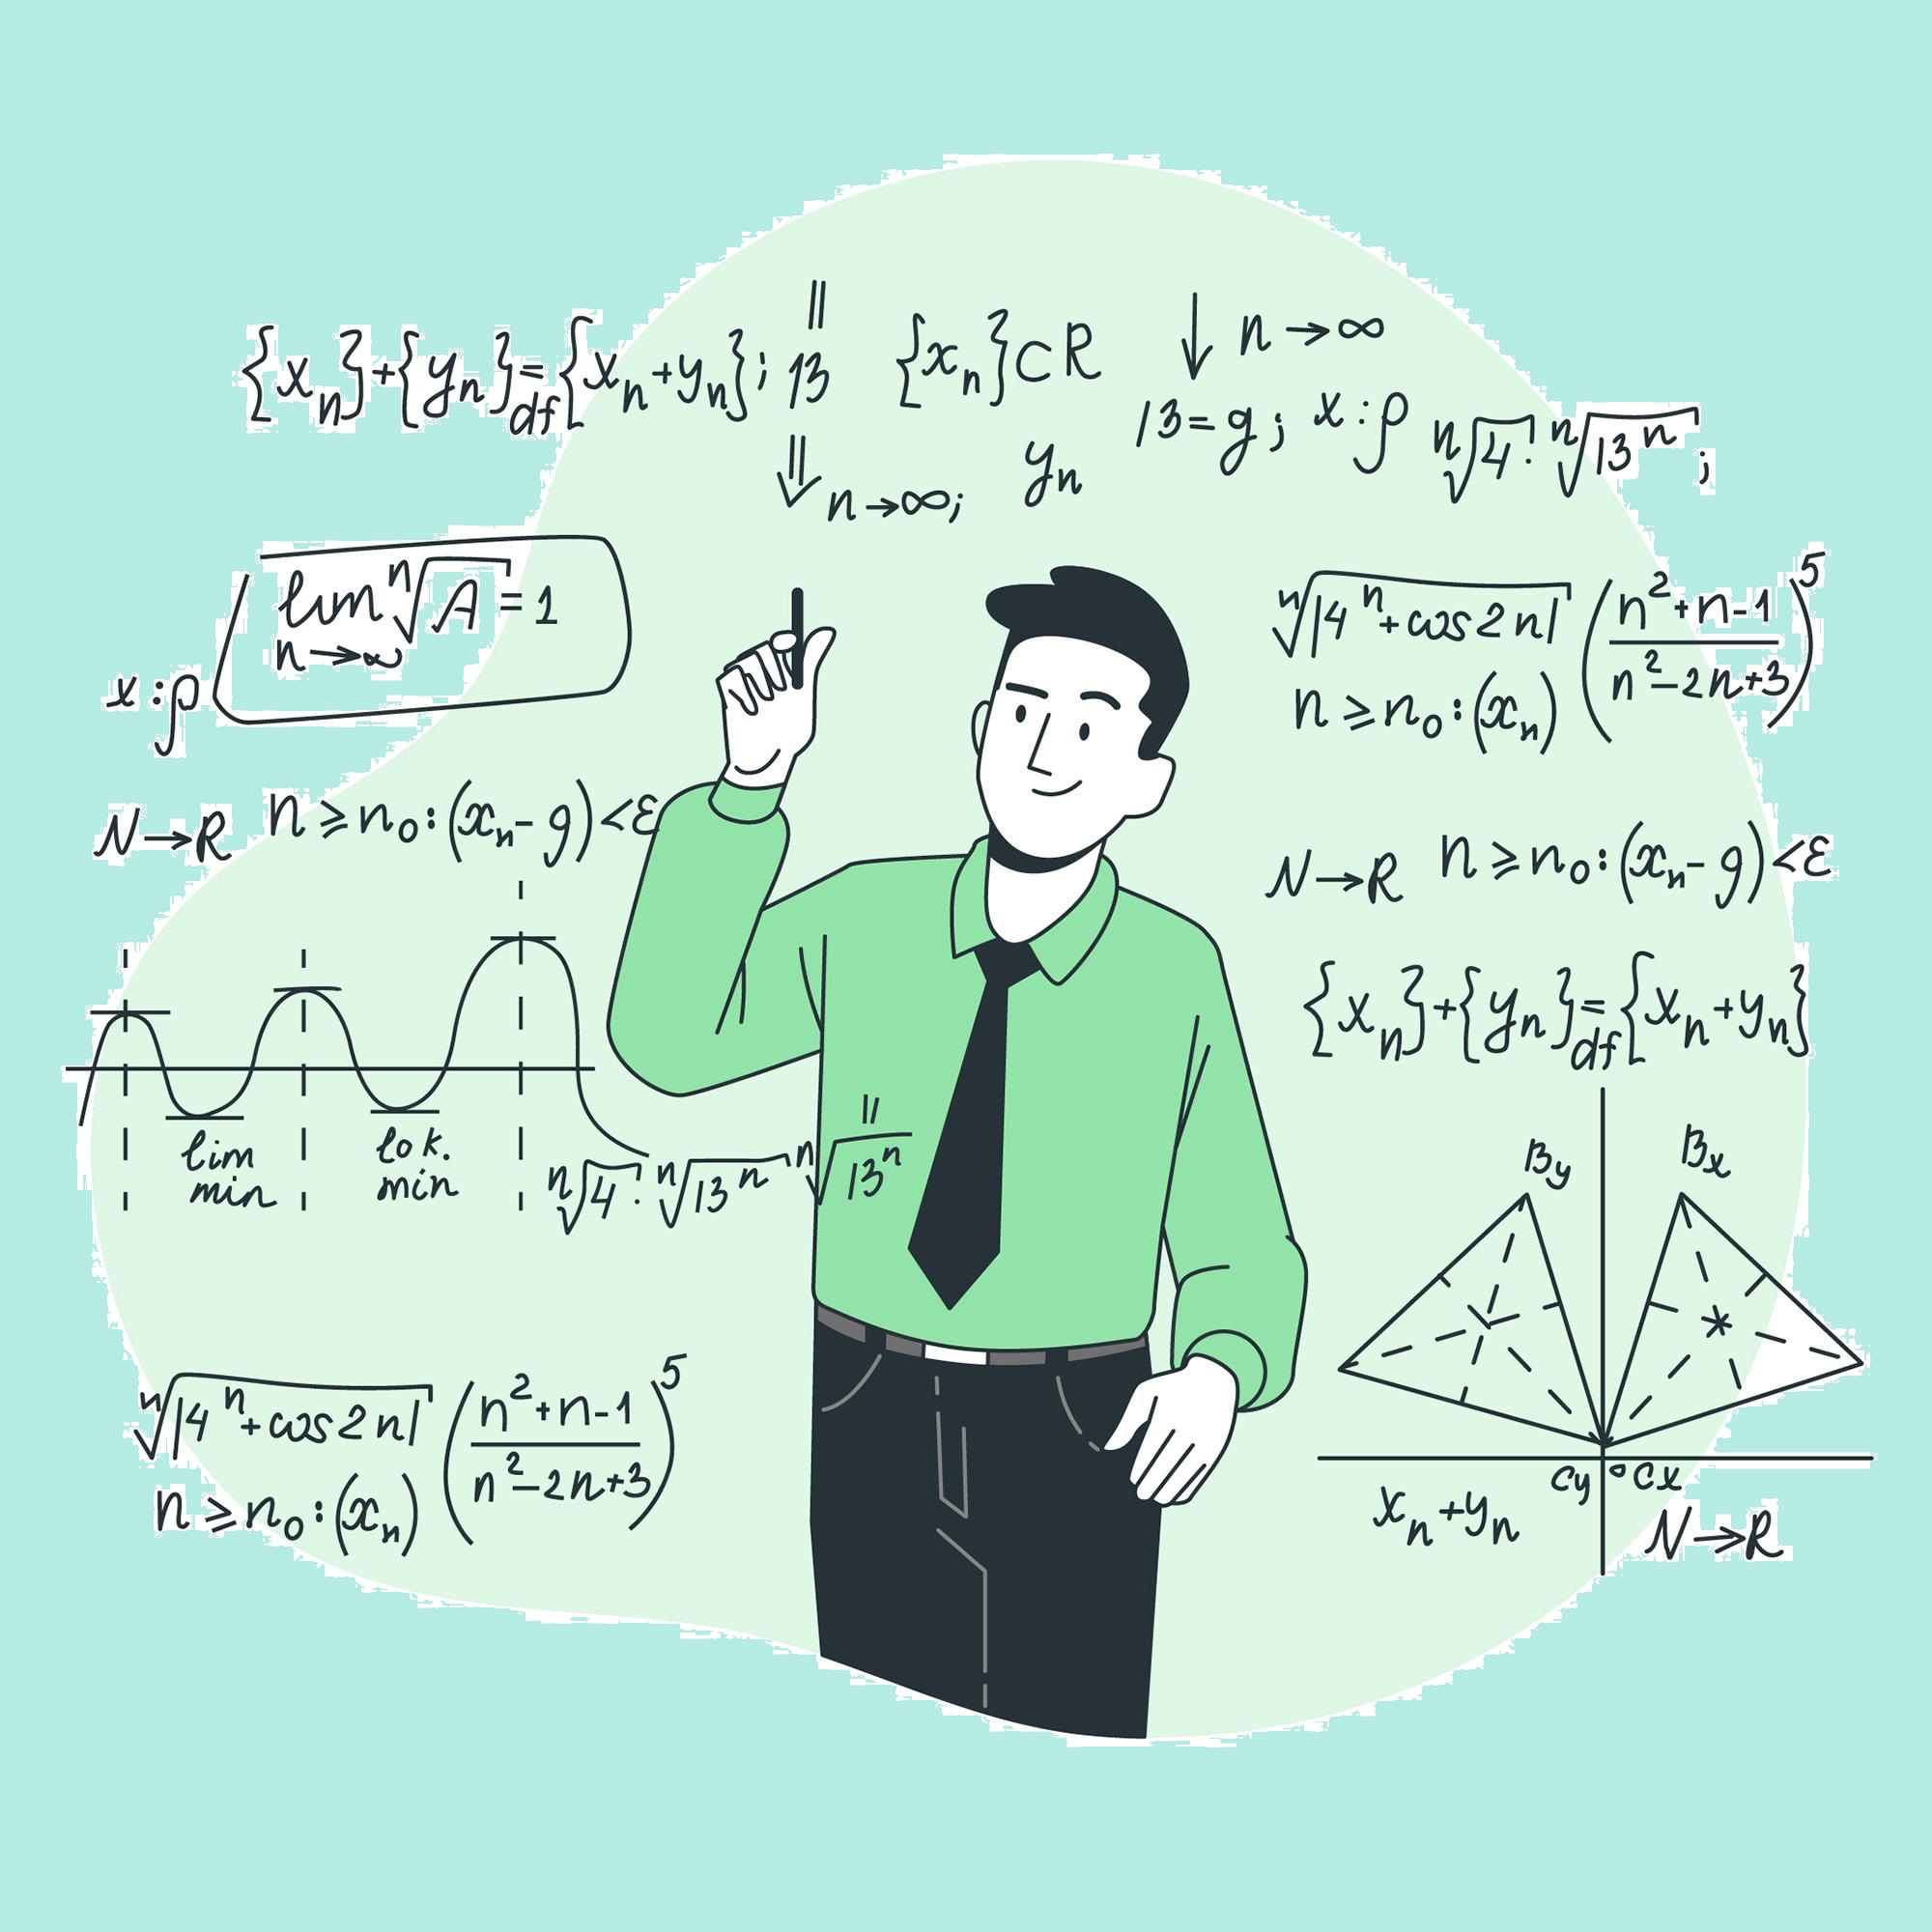 {xₙ}+{yₙ}=df{xₙ+yₙ}; 13
{xₙ}CR
↓ n→∞
⇓ n→∞;
yₙ
13=g; x:ρ ⁿ√4! ⁿ√13ⁿ ;
lim ⁿ√A = 1
n→∞
x:ρ
ⁿ√|4ⁿ+cos2n| ((n²+n-1)/(n²-2n+3))⁵
n⩾n₀:(xₙ)
N→R n⩾n₀:(xₙ-g)<ε
N→R n⩾n₀:(xₙ-g)<ε
{xₙ}+{yₙ}=df{xₙ+yₙ}
lim
min
lok.
min
ⁿ√4! ⁿ√13ⁿ ⁿ√13ⁿ
By
Bx
ⁿ√|4ⁿ+cos2n| ((n²+n-1)/(n²-2n+3))⁵
n⩾n₀:(xₙ)
Cy ° Cx
xₙ+yₙ
N→R